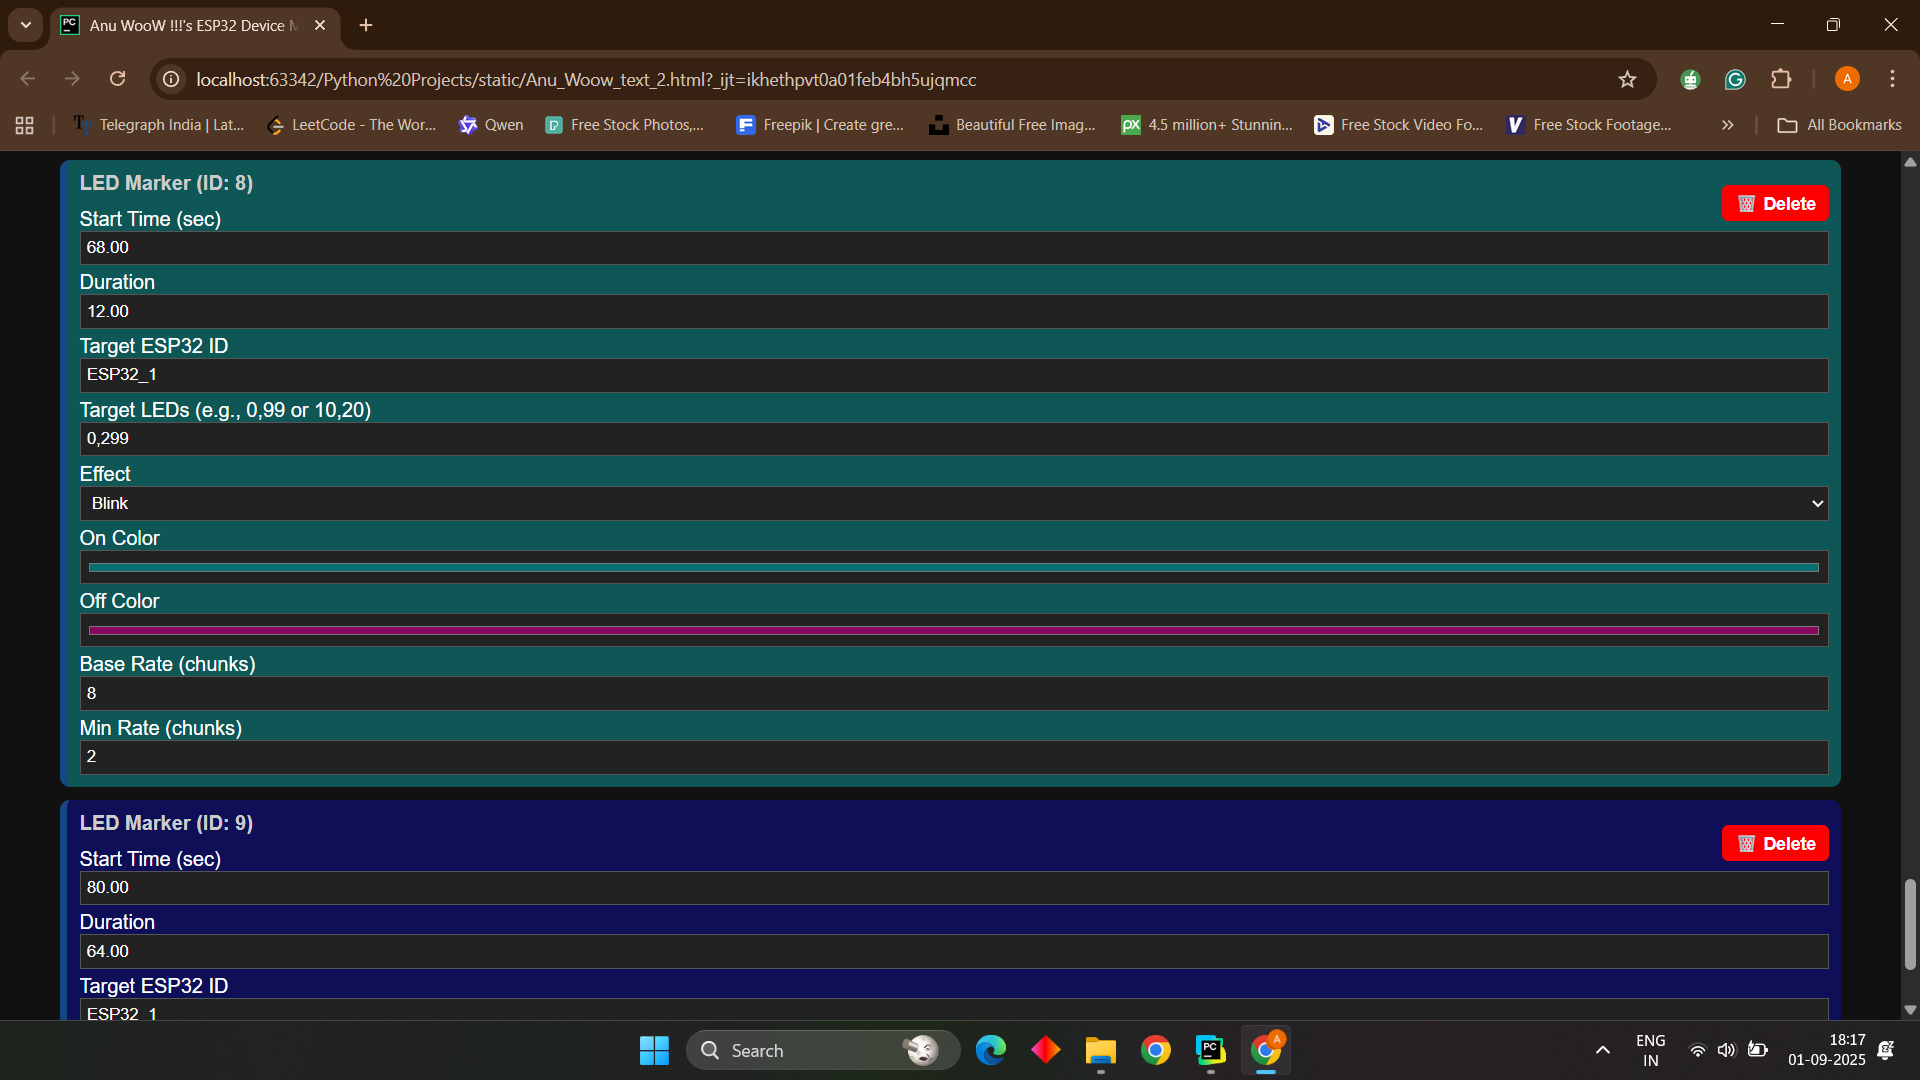 Anu WooW !!!'s ESP32 Device M
localhost:63342/Python%20Projects/static/Anu_Woow_text_2.html?_ijt=ikhethpvt0a01feb4bh5ujqmcc
A
Telegraph India | Lat...
LeetCode - The Wor...
Qwen
Free Stock Photos,...
Freepik | Create gre...
Beautiful Free Imag...
4.5 million+ Stunnin...
Free Stock Video Fo...
Free Stock Footage...
All Bookmarks
LED Marker (ID: 8)
Delete
Start Time (sec)
68.00
Duration
12.00
Target ESP32 ID
ESP32_1
Target LEDs (e.g., 0,99 or 10,20)
0,299
Effect
Blink
On Color
Off Color
Base Rate (chunks)
8
Min Rate (chunks)
2
LED Marker (ID: 9)
Delete
Start Time (sec)
80.00
Duration
64.00
Target ESP32 ID
ESP32_1
Search
ENG
IN
18:17
01-09-2025